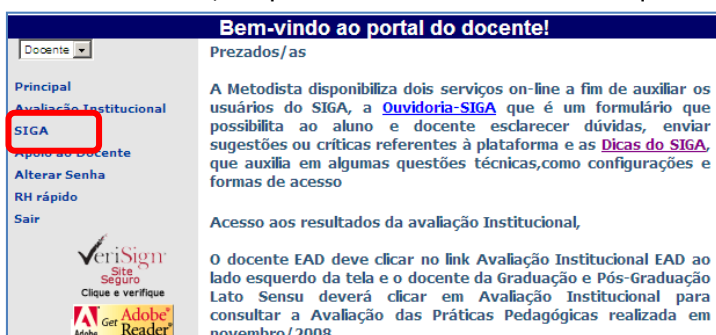 Bem-vindo ao portal do docente!
Docente
Principal
Avaliação Institucional
SIGA
Apoio ao Docente
Alterar Senha
RH rápido
Sair
VeriSign
Site
Seguro
Clique e verifique
Adobe
Get Adobe®
Reader®
Prezados/as
A Metodista disponibiliza dois serviços on-line a fim de auxiliar os
usuários do SIGA, a Ouvidoria-SIGA que é um formulário que
possibilita ao aluno e docente esclarecer dúvidas, enviar
sugestões ou críticas referentes à plataforma e as Dicas do SIGA,
que auxilia em algumas questões técnicas,como configurações e
formas de acesso
Acesso aos resultados da avaliação Institucional,
O docente EAD deve clicar no link Avaliação Institucional EAD ao
lado esquerdo da tela e o docente da Graduação e Pós-Graduação
Lato Sensu deverá clicar em Avaliação Institucional para
consultar a Avaliação das Práticas Pedagógicas realizada em
novembro/2008